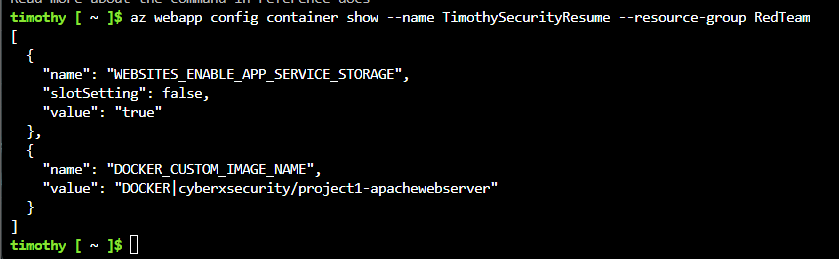 Read more about the command in reference docs
timothy [ ~ ]$ az webapp config container show --name TimothySecurityResume --resource-group RedTeam
[
  {
    "name": "WEBSITES_ENABLE_APP_SERVICE_STORAGE",
    "slotSetting": false,
    "value": "true"
  },
  {
    "name": "DOCKER_CUSTOM_IMAGE_NAME",
    "value": "DOCKER|cyberxsecurity/project1-apachewebserver"
  }
]
timothy [ ~ ]$